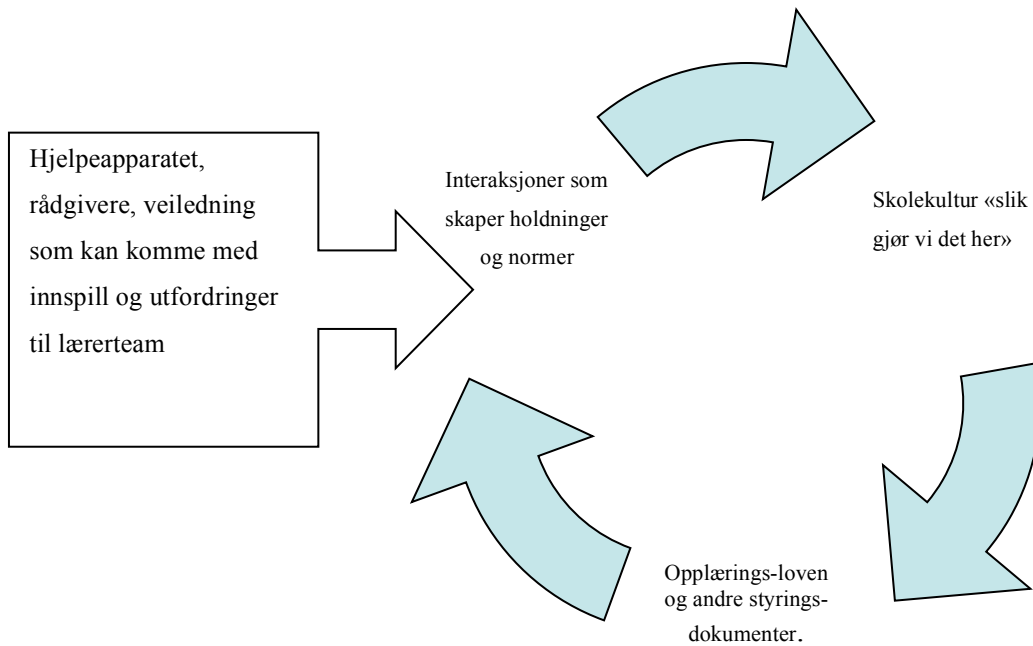 Hjelpeapparatet,
rådgivere, veiledning
som kan komme med
innspill og utfordringer
til lærerteam
Interaksjoner som
skaper holdninger
og normer
Skolekultur «slik
gjør vi det her»
Opplærings-loven
og andre styrings-
dokumenter.